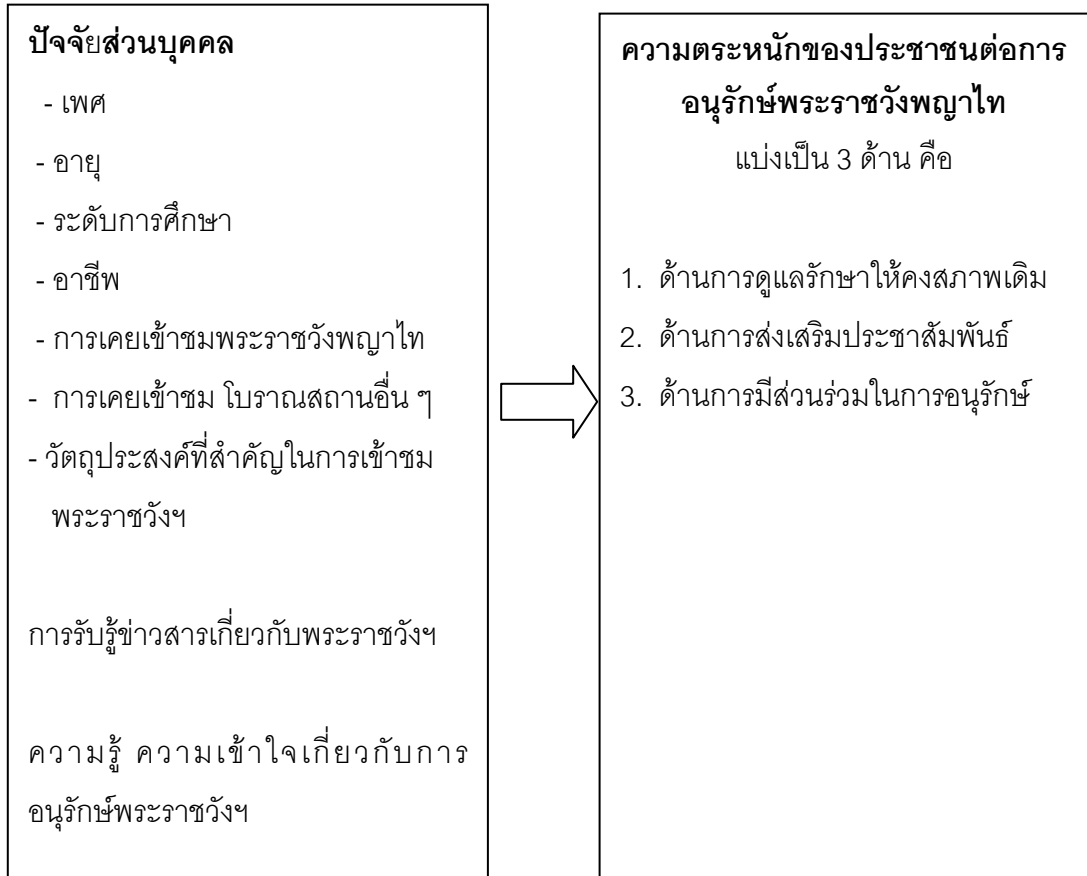 ปัจจัยส่วนบุคคล
- เพศ
- อายุ
- ระดับการศึกษา
- อาชีพ
- การเคยเข้าชมพระราชวังพญาไท
- การเคยเข้าชม โบราณสถานอื่น ๆ
- วัตถุประสงค์ที่สำคัญในการเข้าชม
พระราชวังฯ
การรับรู้ข่าวสารเกี่ยวกับพระราชวังฯ
ความรู้ ความเข้าใจเกี่ยวกับการ
อนุรักษ์พระราชวังฯ
ความตระหนักของประชาชนต่อการ
อนุรักษ์พระราชวังพญาไท
แบ่งเป็น 3 ด้าน คือ
1. ด้านการดูแลรักษาให้คงสภาพเดิม
2. ด้านการส่งเสริมประชาสัมพันธ์
3. ด้านการมีส่วนร่วมในการอนุรักษ์